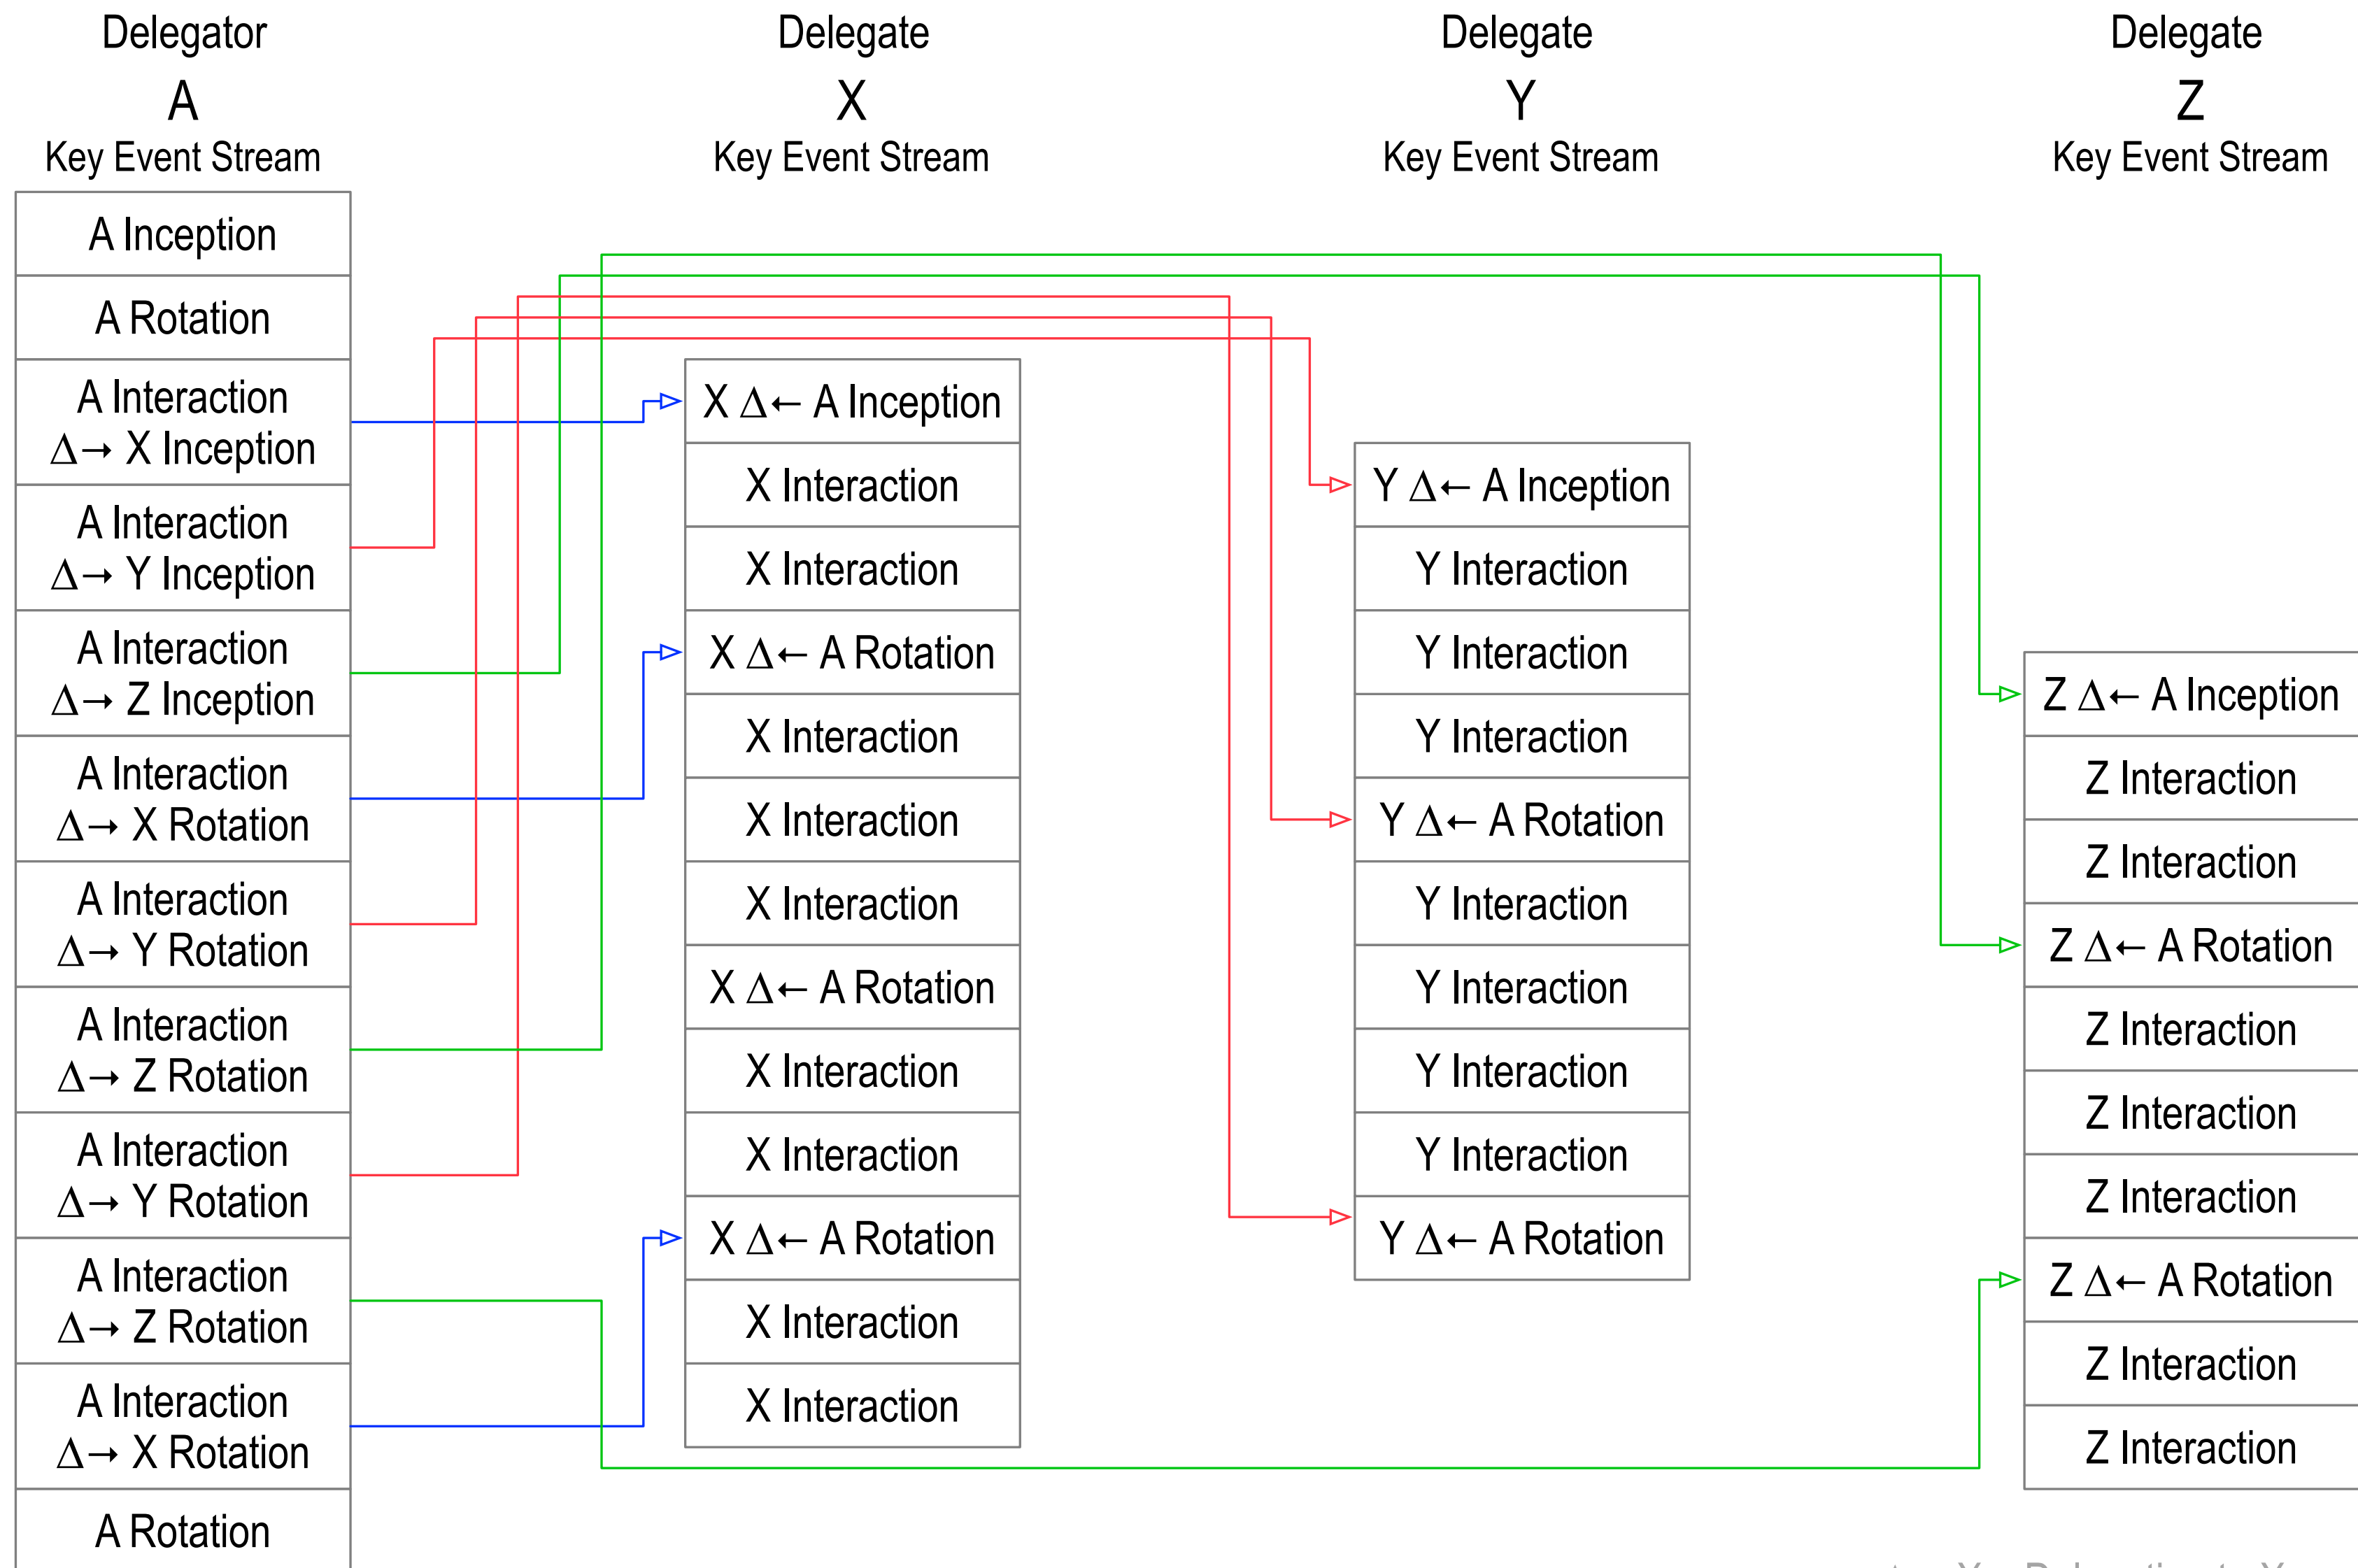 Delegator
A
Key Event Stream
A Inception
A Rotation
A Interaction
Δ→ X Inception
A Interaction
Δ→ Y Inception
A Interaction
Δ→ Z Inception
A Interaction
Δ→ X Rotation
A Interaction
Δ→ Y Rotation
A Interaction
Δ→ Z Rotation
A Interaction
Δ→ Y Rotation
A Interaction
Δ→ Z Rotation
A Interaction
Δ→ X Rotation
A Rotation
Delegate
X
Key Event Stream
X Δ← A Inception
X Interaction
X Interaction
X Δ← A Rotation
X Interaction
X Interaction
X Interaction
X Δ← A Rotation
X Interaction
X Interaction
X Δ← A Rotation
X Interaction
X Interaction
Delegate
Y
Key Event Stream
Y Δ← A Inception
Y Interaction
Y Interaction
Y Interaction
Y Δ← A Rotation
Y Interaction
Y Interaction
Y Interaction
Y Interaction
Y Δ← A Rotation
Delegate
Z
Key Event Stream
Z Δ← A Inception
Z Interaction
Z Interaction
Z Δ← A Rotation
Z Interaction
Z Interaction
Z Interaction
Z Δ← A Rotation
Z Interaction
Z Interaction